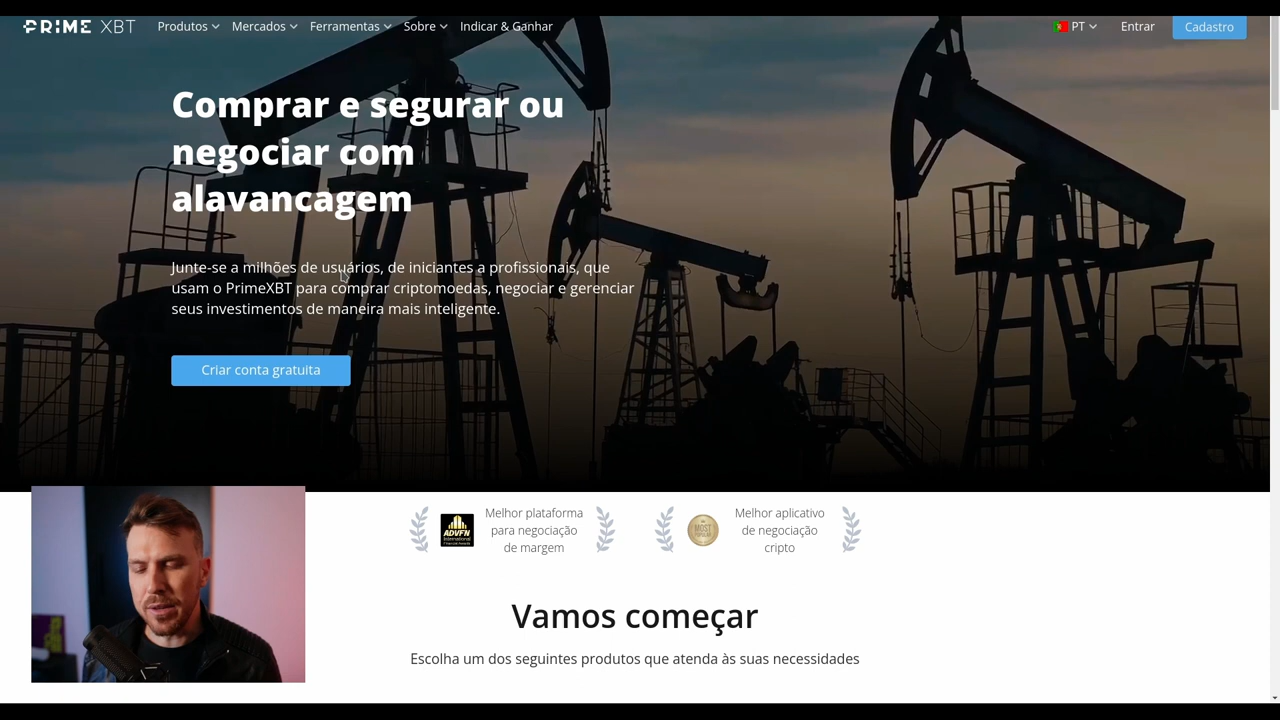 PRIME XBT
Produtos
Mercados
Ferramentas
Sobre
Indicar & Ganhar
PT
Entrar
Cadastro
Comprar e segurar ou
negociar com
alavancagem
Junte-se a milhões de usuários, de iniciantes a profissionais, que
usam o PrimeXBT para comprar criptomoedas, negociar e gerenciar
seus investimentos de maneira mais inteligente.
Criar conta gratuita
ADVFN
International
Melhor plataforma
para negociação
de margem
MOST
Melhor aplicativo
de negociação
cripto
Vamos começar
Escolha um dos seguintes produtos que atenda às suas necessidades